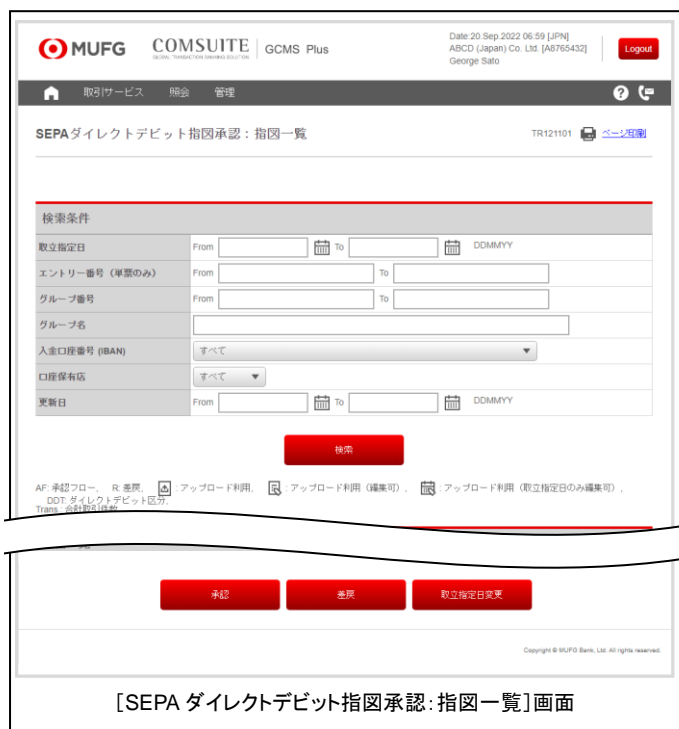 MUFG COMSUITE GCMS Plus
GLOBAL TRANSACTION BANKING SOLUTION
Date:20.Sep.2022 06:59 [JPN]
ABCD (Japan) Co. Ltd. [A8765432]
George Sato
Logout
取引サービス 照会 管理
SEPAダイレクトデビット指図承認：指図一覧
TR121101 ページ印刷
検索条件
取立指定日 From To DDMMYY
エントリー番号（単票のみ） From To
グループ番号 From To
グループ名
入金口座番号 (IBAN) すべて
口座保有店 すべて
更新日 From To DDMMYY
検索
AF: 承認フロー、 R: 差戻、 : アップロード利用、 : アップロード利用（編集可）、 : アップロード利用（取立指定日のみ編集可）、
DDT: ダイレクトデビット区分、
Trans.: 合計取引件数
承認 差戻 取立指定日変更
Copyright © MUFG Bank, Ltd. All rights reserved.
[SEPA ダイレクトデビット指図承認：指図一覧]画面